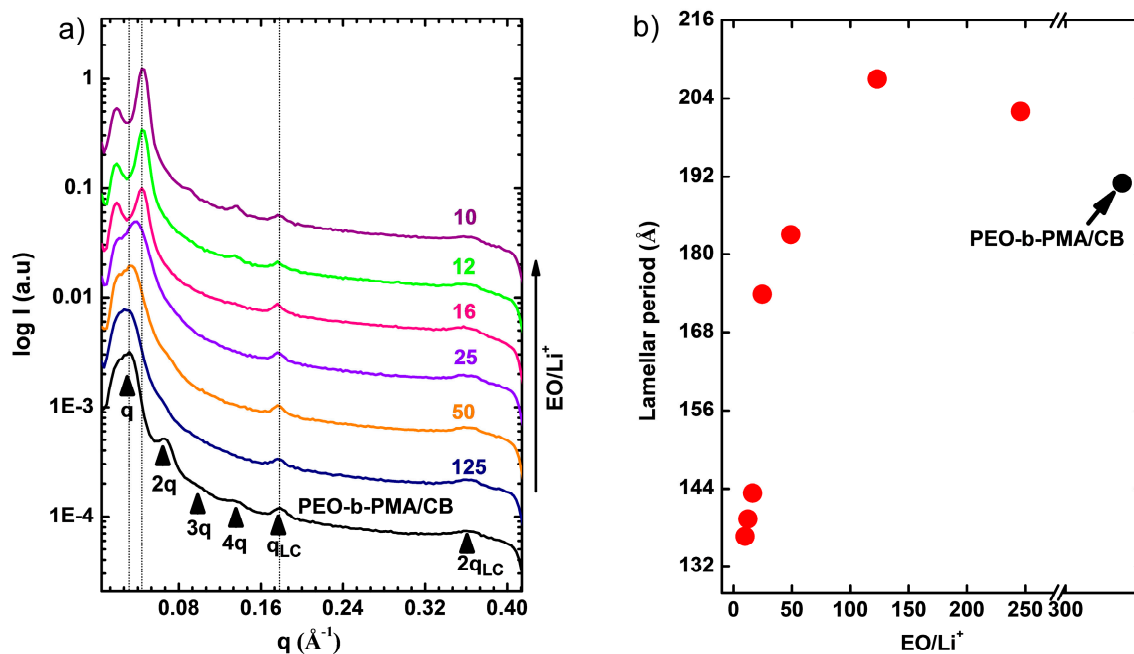 a)
log I (a.u)
1
0.1
0.01
1E-3
1E-4
10
12
16
25
50
125
PEO-b-PMA/CB
EO/Li⁺
q
2q
3q
4q
q_LC
2q_LC
0.08
0.16
0.24
0.32
0.40
q (Å⁻¹)
b)
Lamellar period (Å)
216
204
192
180
168
156
144
132
PEO-b-PMA/CB
0
50
100
150
200
250
300
EO/Li⁺